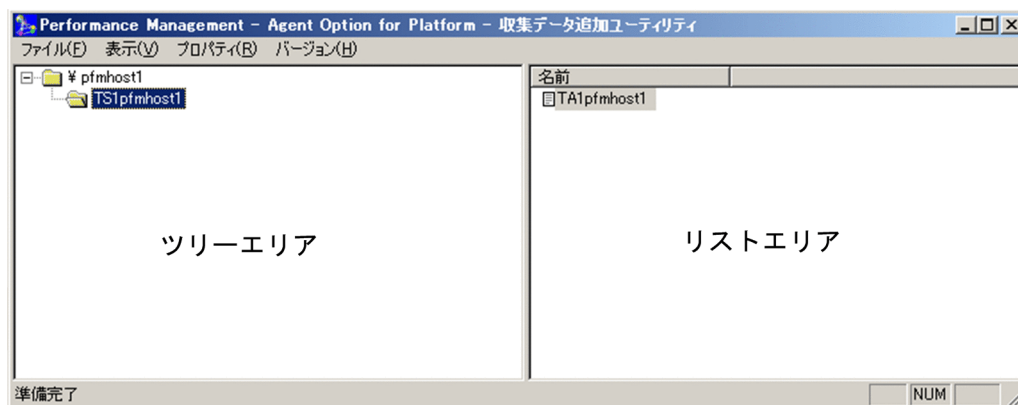 Performance Management - Agent Option for Platform - 収集データ追加ユーティリティ
ファイル(F) 表示(V) プロパティ(R) バージョン(H)
¥ pfmhost1
TS1pfmhost1
名前
TA1pfmhost1
ツリーエリア
リストエリア
準備完了
NUM